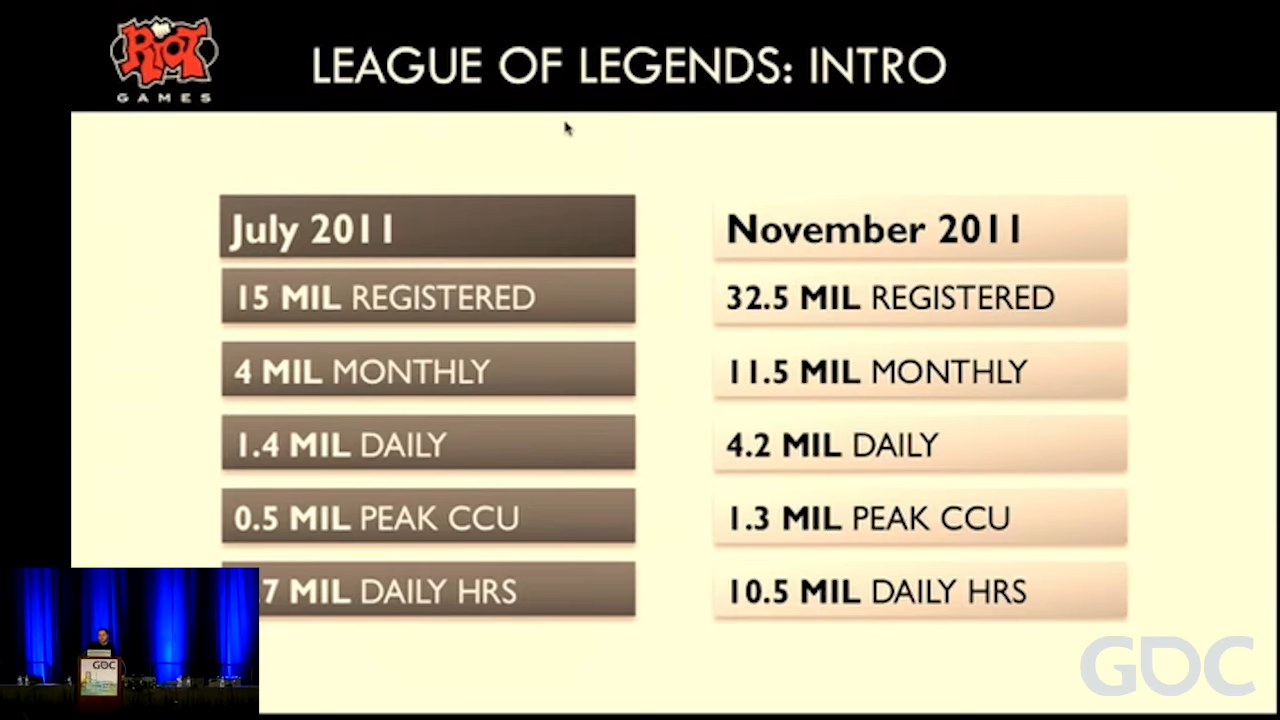 RIOT
GAMES
LEAGUE OF LEGENDS: INTRO
July 2011
15 MIL REGISTERED
4 MIL MONTHLY
1.4 MIL DAILY
0.5 MIL PEAK CCU
7 MIL DAILY HRS
November 2011
32.5 MIL REGISTERED
11.5 MIL MONTHLY
4.2 MIL DAILY
1.3 MIL PEAK CCU
10.5 MIL DAILY HRS
GDC
GDC